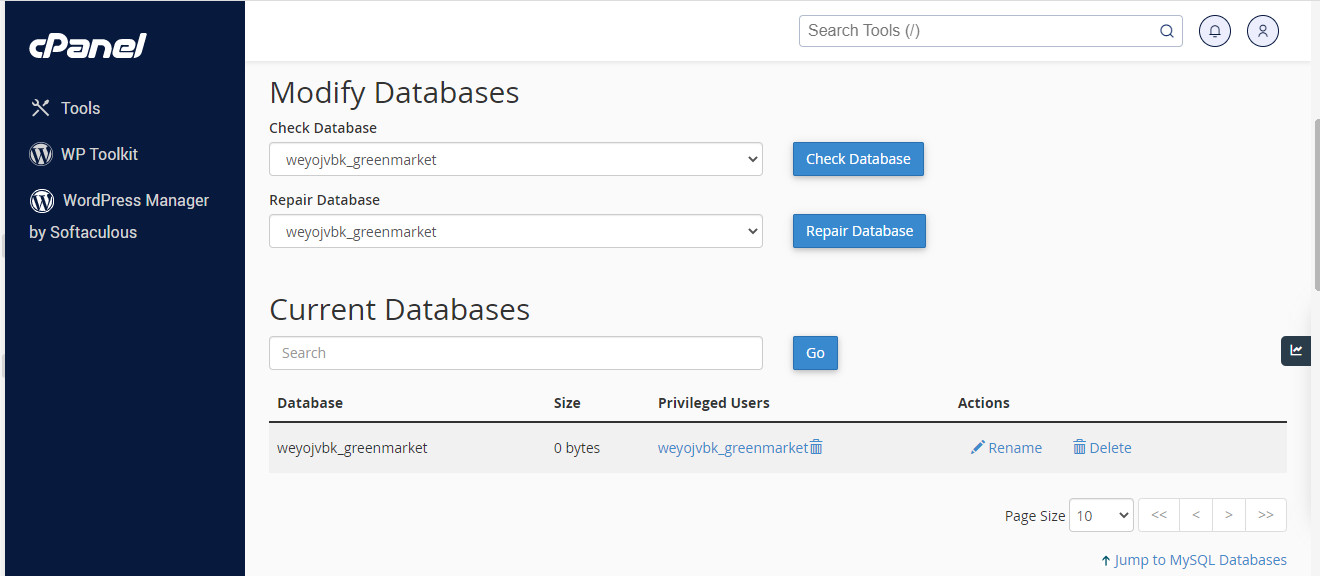 cPanel
Search Tools (/)
Tools
WP Toolkit
WordPress Manager
by Softaculous
Modify Databases
Check Database
weyojvbk_greenmarket
Check Database
Repair Database
weyojvbk_greenmarket
Repair Database
Current Databases
Search
Go
Database Size Privileged Users Actions
weyojvbk_greenmarket 0 bytes weyojvbk_greenmarket Rename Delete
Page Size 10 << < > >>
Jump to MySQL Databases